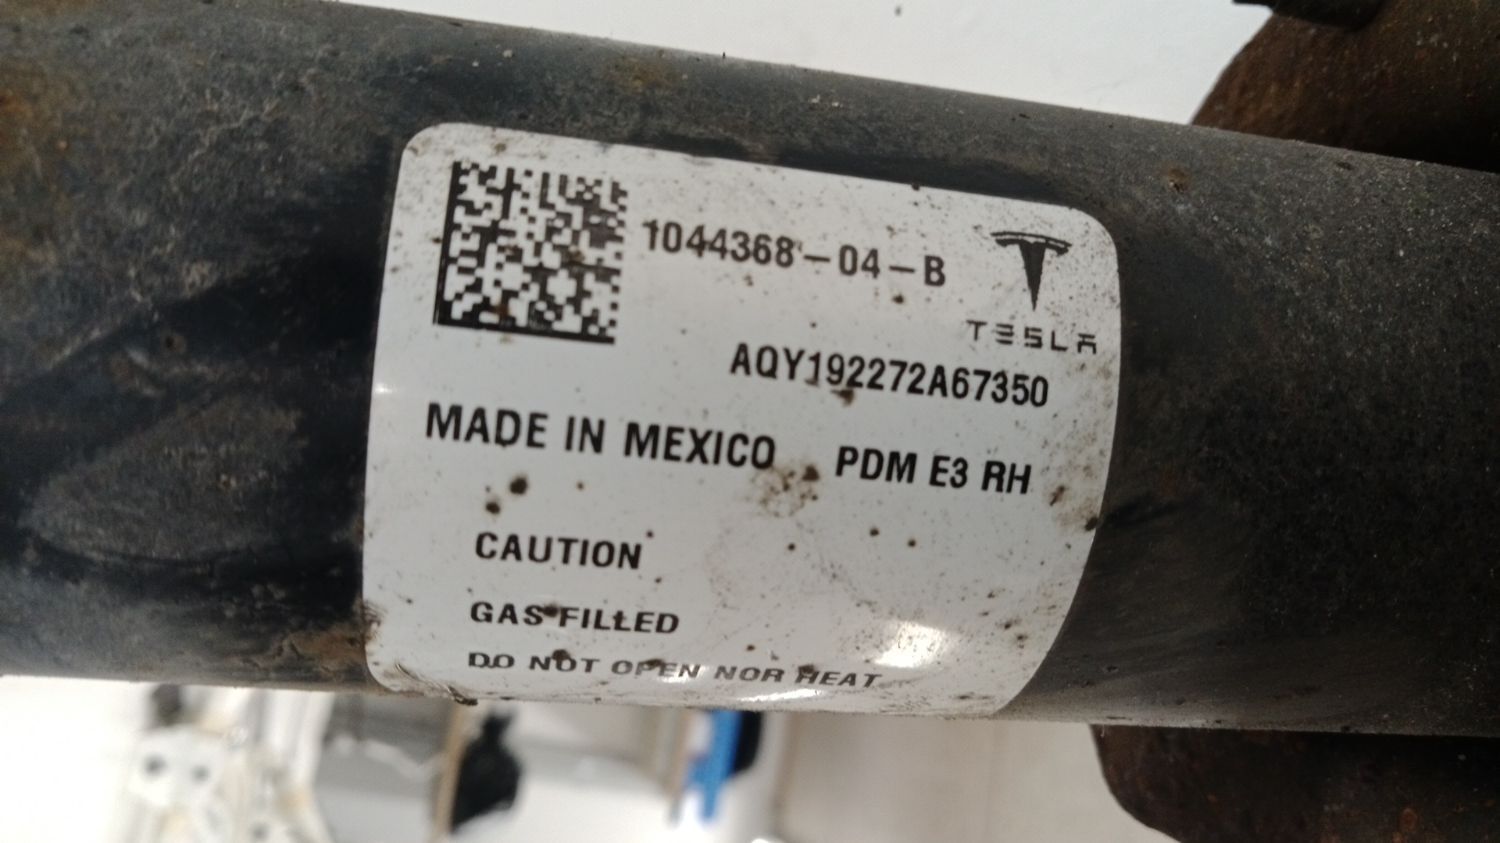 1044368-04-B
TESLA
AQY192272A67350
MADE IN MEXICO PDM E3 RH
CAUTION
GAS FILLED
DO NOT OPEN NOR HEAT